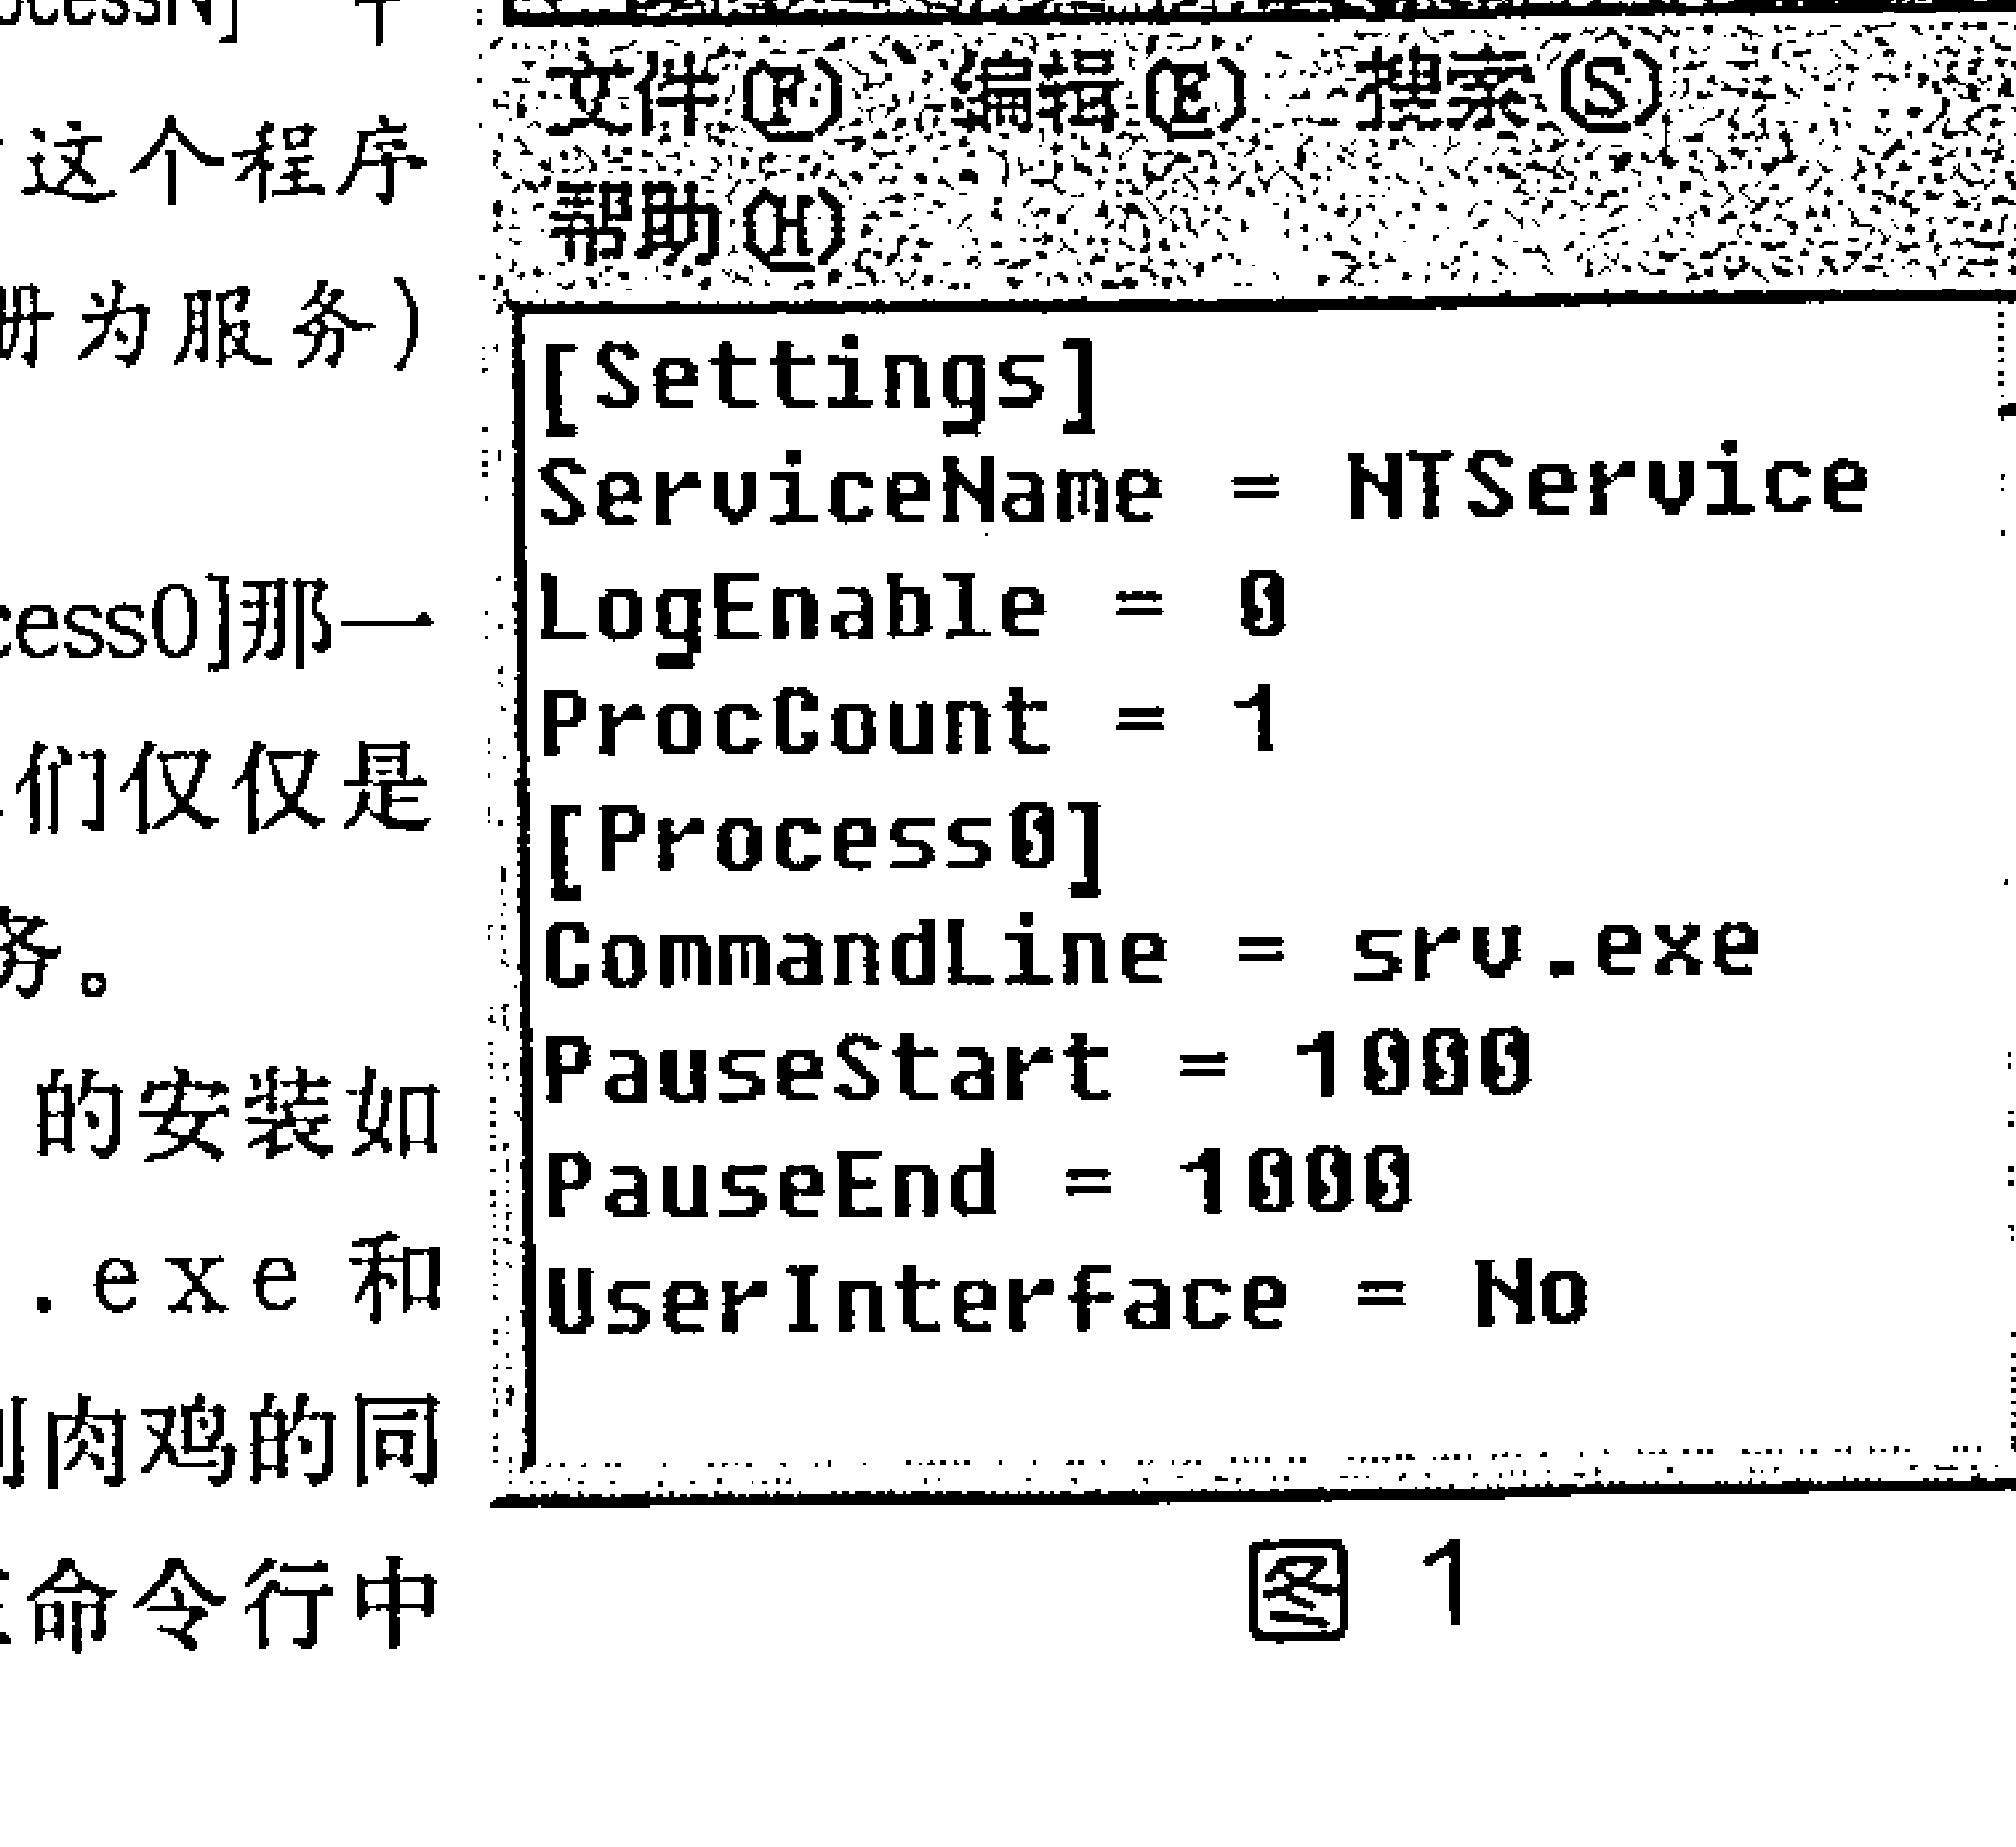 这个程序
册为服务)
cess0]那一
们仅仅是
务。
的安装如
.exe 和
肉鸡的同
命令行中
文件(F) 编辑(E) 搜索(S)
帮助(H)
[Settings]
ServiceName = NTService
LogEnable = 0
ProcCount = 1
[Process0]
CommandLine = srv.exe
PauseStart = 1000
PauseEnd = 1000
UserInterface = No
图 1